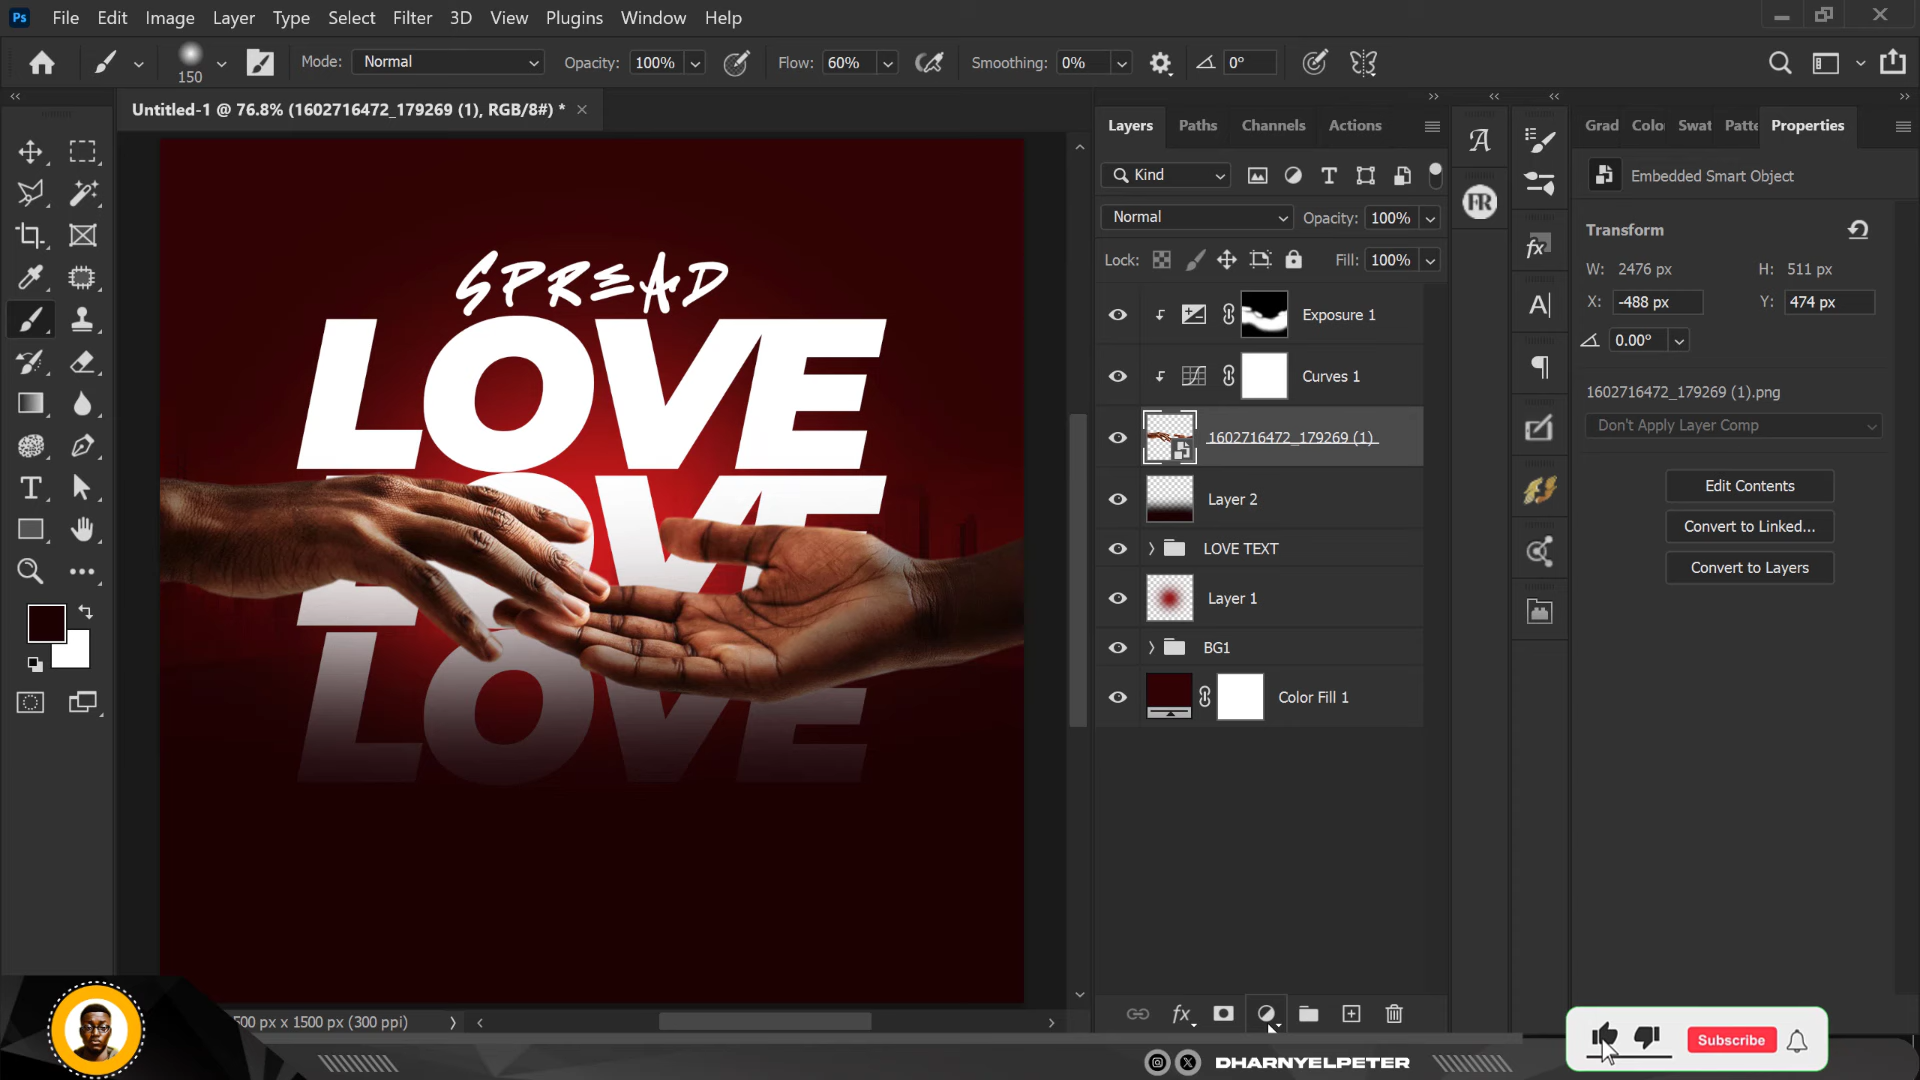 Ps File Edit Image Layer Type Select Filter 3D View Plugins Window Help
150 Mode: Normal Opacity: 100% Flow: 60% Smoothing: 0% 0°
Untitled-1 @ 76.8% (1602716472_179269 (1), RGB/8#) *
Layers Paths Channels Actions
Kind
Normal Opacity: 100%
Lock: Fill: 100%
Exposure 1
Curves 1
1602716472_179269 (1)
Layer 2
LOVE TEXT
Layer 1
BG1
Color Fill 1
FR
Grad Colo Swat Patte Properties
Embedded Smart Object
Transform
W: 2476 px H: 511 px
X: -488 px Y: 474 px
0.00°
1602716472_179269 (1).png
Don't Apply Layer Comp
Edit Contents
Convert to Linked...
Convert to Layers
SPREAD
LOVE
LOVE
LOVE
500 px x 1500 px (300 ppi)
DHARNYELPETER
Subscribe